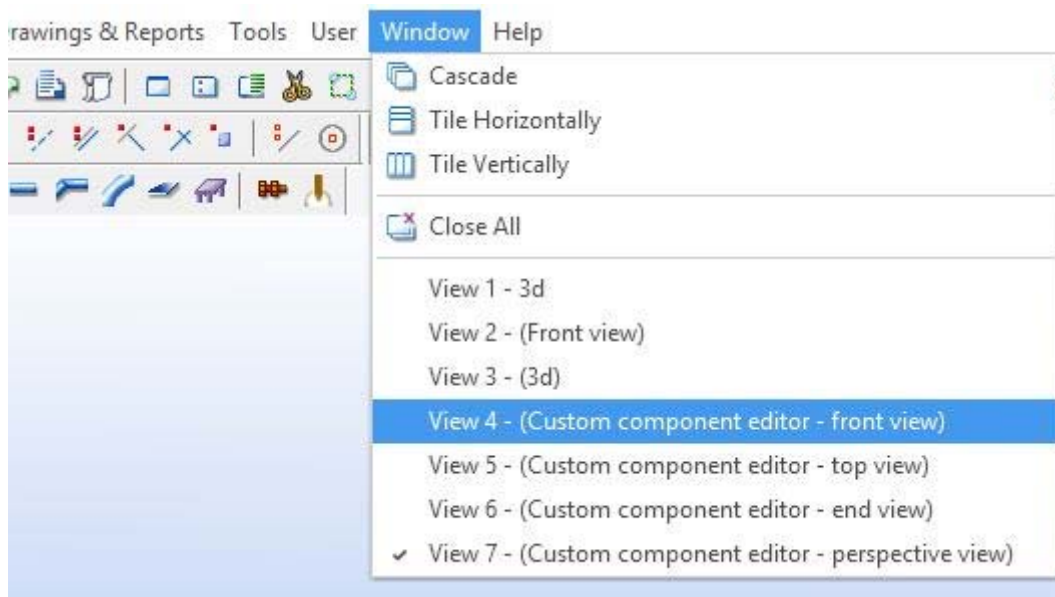 rawings & Reports Tools User Window Help
Cascade
Tile Horizontally
Tile Vertically
Close All
View 1 - 3d
View 2 - (Front view)
View 3 - (3d)
View 4 - (Custom component editor - front view)
View 5 - (Custom component editor - top view)
View 6 - (Custom component editor - end view)
View 7 - (Custom component editor - perspective view)